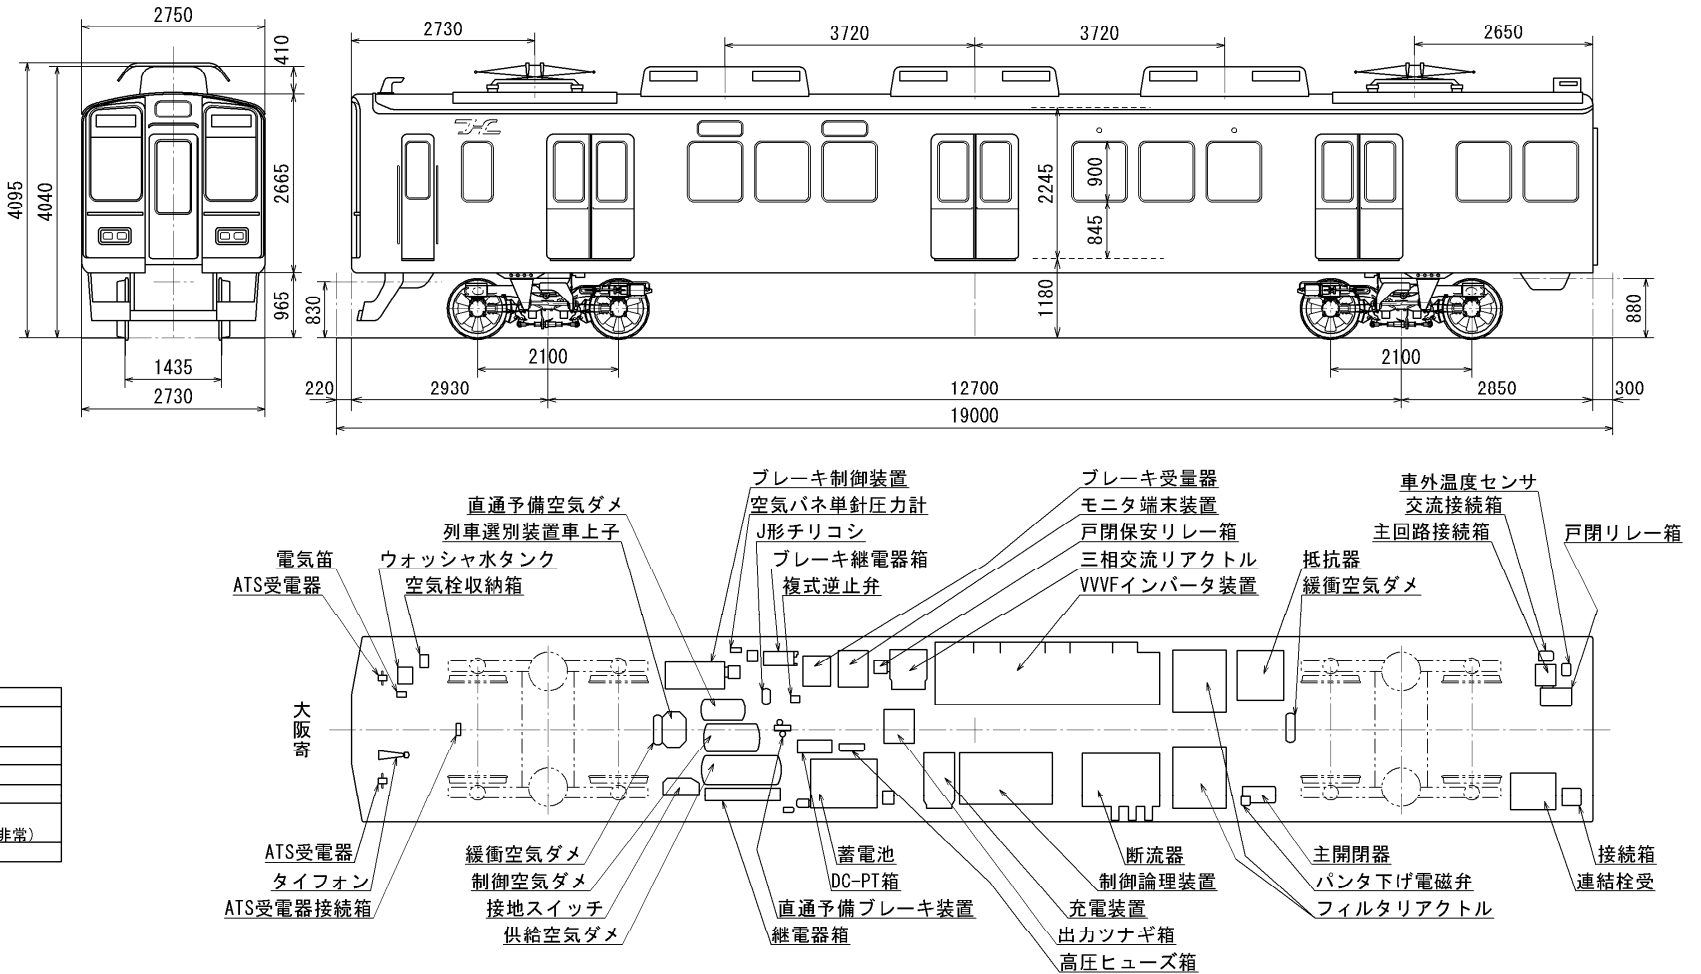 2750
410
4095
4040
2665
965
1435
2730
2730
3720
3720
2650
2245
900
845
1180
830
880
2100
2100
220
2930
12700
2850
300
19000
ブレーキ制御装置
空気バネ単針圧力計
J形チリコシ
ブレーキ継電器箱
複式逆止弁
直通予備空気ダメ
列車選別装置車上子
電気笛
ATS受電器
ウォッシャ水タンク
空気栓収納箱
ブレーキ受量器
モニタ端末装置
戸閉保安リレー箱
三相交流リアクトル
VVVFインバータ装置
抵抗器
緩衝空気ダメ
車外温度センサ
交流接続箱
主回路接続箱
戸閉リレー箱
大阪寄
非常)
ATS受電器
タイフォン
ATS受電器接続箱
緩衝空気ダメ
制御空気ダメ
接地スイッチ
供給空気ダメ
蓄電池
DC-PT箱
直通予備ブレーキ装置
継電器箱
断流器
制御論理装置
充電装置
出力ツナギ箱
高圧ヒューズ箱
主開閉器
パンタ下げ電磁弁
フィルタリアクトル
接続箱
連結栓受